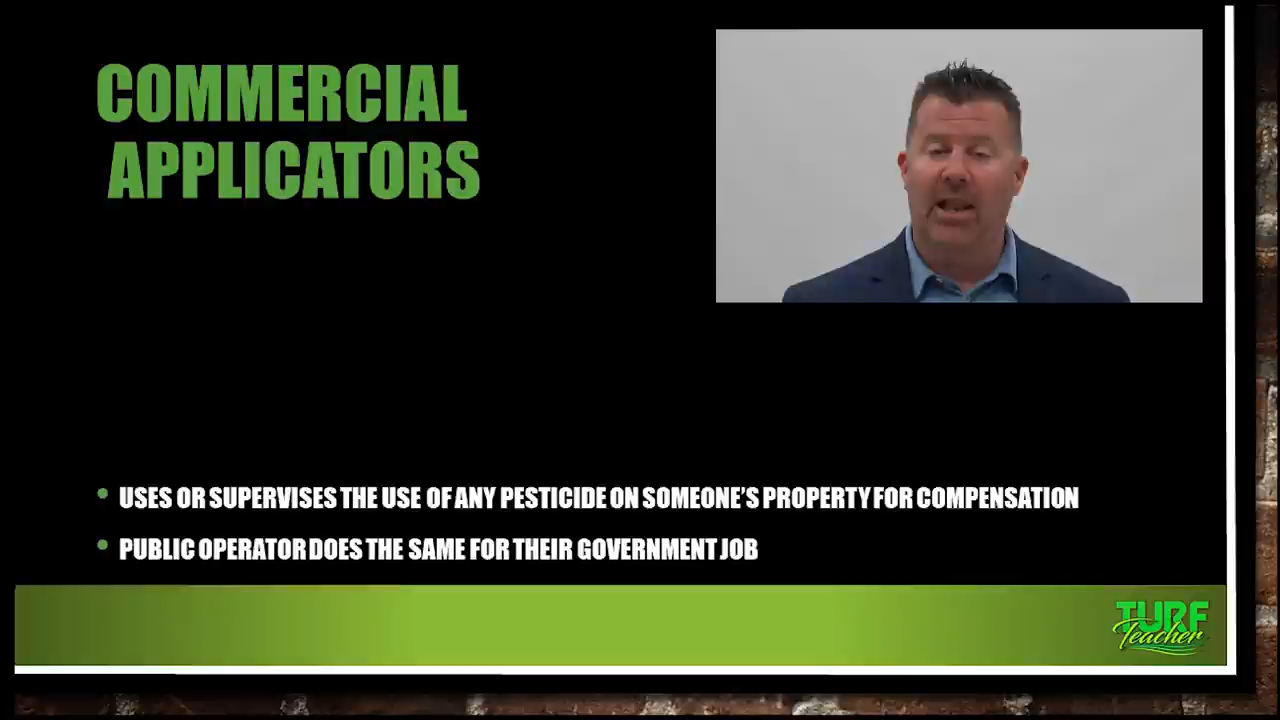 COMMERCIAL
APPLICATORS
• USES OR SUPERVISES THE USE OF ANY PESTICIDE ON SOMEONE'S PROPERTY FOR COMPENSATION
• PUBLIC OPERATOR DOES THE SAME FOR THEIR GOVERNMENT JOB
TURF
Teacher